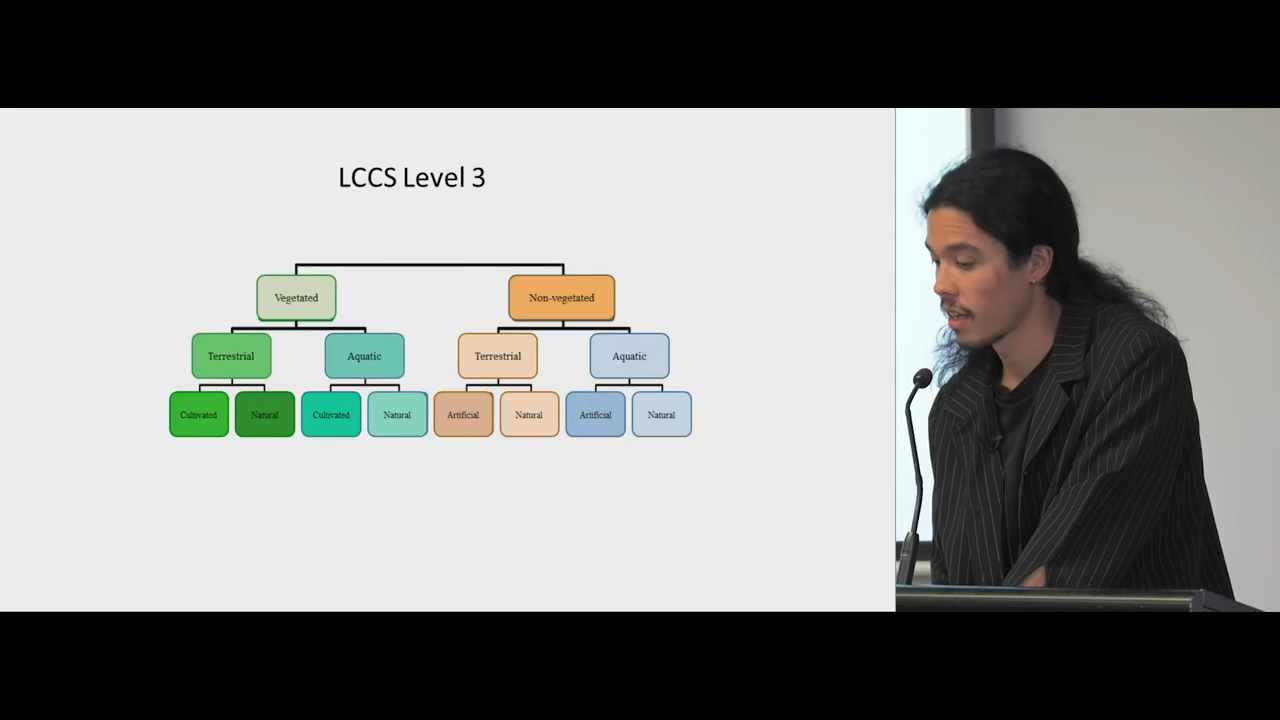 LCCS Level 3
Vegetated Non-vegetated
Terrestrial Aquatic Terrestrial Aquatic
Cultivated Natural Cultivated Natural Artificial Natural Artificial Natural